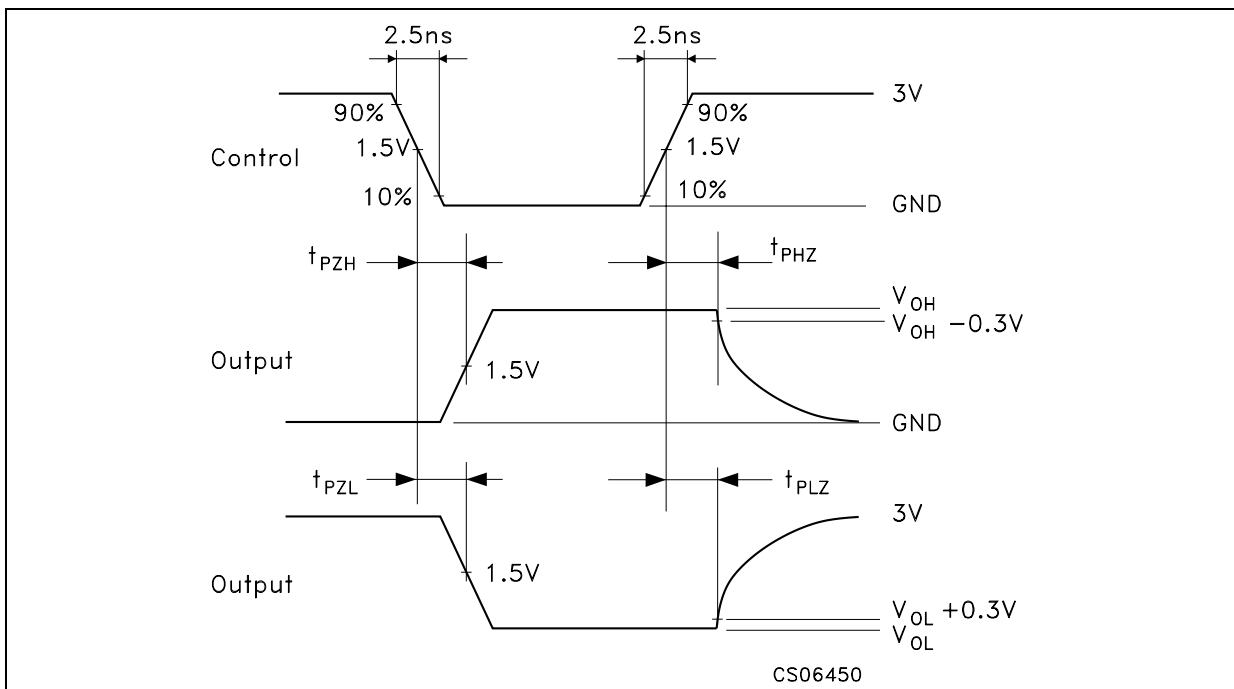 2.5ns 2.5ns
3V
90% 90%
1.5V 1.5V
Control
10% 10%
GND
tPZH tPHZ
VOH
VOH -0.3V
Output
1.5V
GND
tPZL tPLZ
3V
1.5V
Output
VOL +0.3V
VOL
CS06450